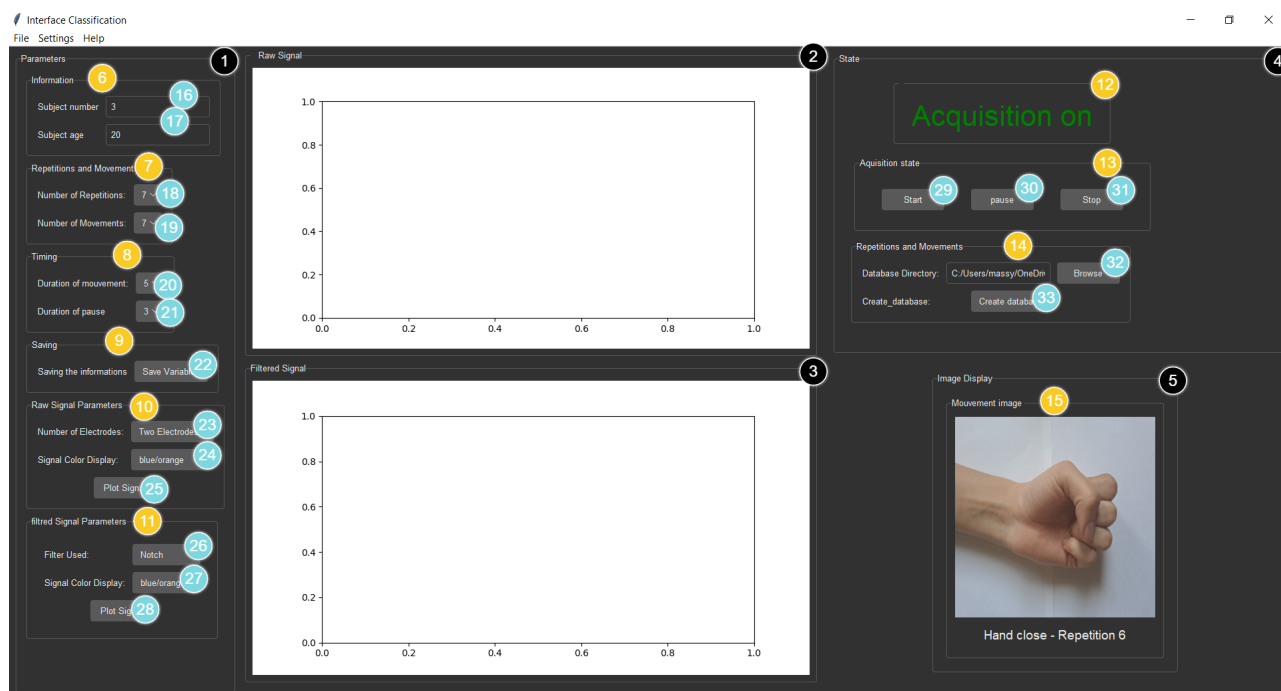 Interface Classification
File Settings Help
Parameters
1
Information
6
Subject number
3
16
17
Subject age
20
Repetitions and Movement
7
Number of Repetitions:
7
18
Number of Movements:
7
19
Timing
8
Duration of mouvement:
5
20
Duration of pause
3
21
Saving
9
Saving the informations
Save Variabl
22
Raw Signal Parameters
10
Number of Electrodes:
Two Electrode
23
Signal Color Display:
blue/orange
24
Plot Sign
25
filtred Signal Parameters
11
Filter Used:
Notch
26
Signal Color Display:
blue/orang
27
Plot Sig
28
Raw Signal
2
1.0
0.8
0.6
0.4
0.2
0.0
0.0 0.2 0.4 0.6 0.8 1.0
Filtered Signal
3
1.0
0.8
0.6
0.4
0.2
0.0
0.0 0.2 0.4 0.6 0.8 1.0
State
4
12
Acquisition on
Aquisition state
13
Start
29
pause
30
Stop
31
Repetitions and Movements
14
Database Directory:
C:/Users/massy/OneDri
Browse
32
Create_database:
Create databa
33
Image Display
5
Mouvement image
15
Hand close - Repetition 6